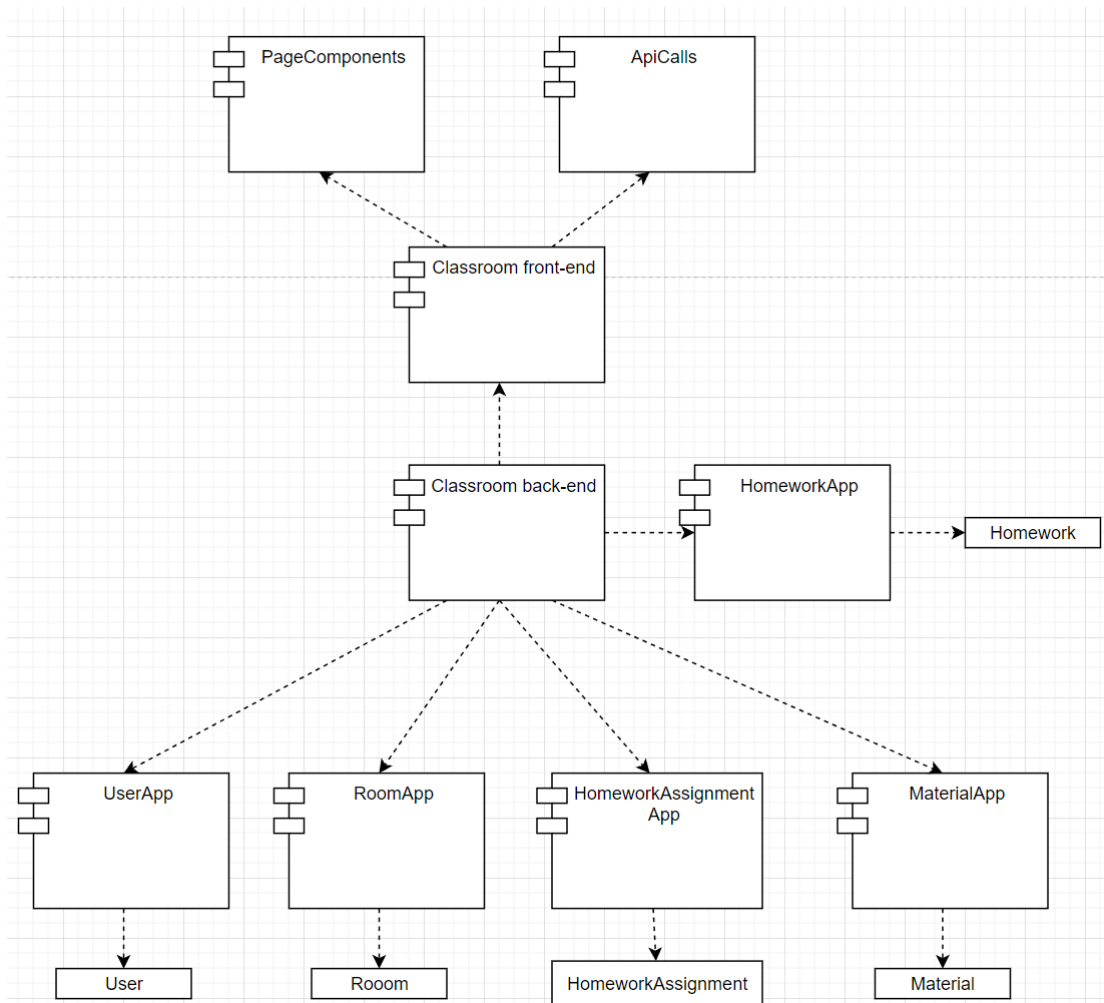 PageComponents
ApiCalls
Classroom front-end
Classroom back-end
HomeworkApp
Homework
UserApp
RoomApp
HomeworkAssignment
App
MaterialApp
User
Rooom
HomeworkAssignment
Material